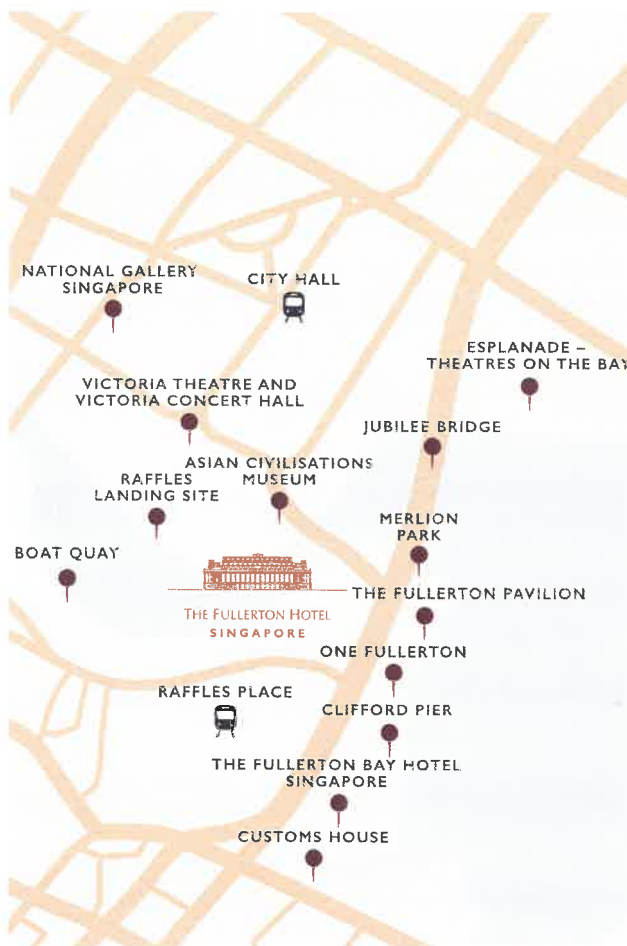 NATIONAL GALLERY
SINGAPORE
CITY HALL
ESPLANADE –
THEATRES ON THE BAY
VICTORIA THEATRE AND
VICTORIA CONCERT HALL
JUBILEE BRIDGE
ASIAN CIVILISATIONS
MUSEUM
RAFFLES
LANDING SITE
MERLION
PARK
BOAT QUAY
THE FULLERTON HOTEL
SINGAPORE
THE FULLERTON PAVILION
ONE FULLERTON
RAFFLES PLACE
CLIFFORD PIER
THE FULLERTON BAY HOTEL
SINGAPORE
CUSTOMS HOUSE